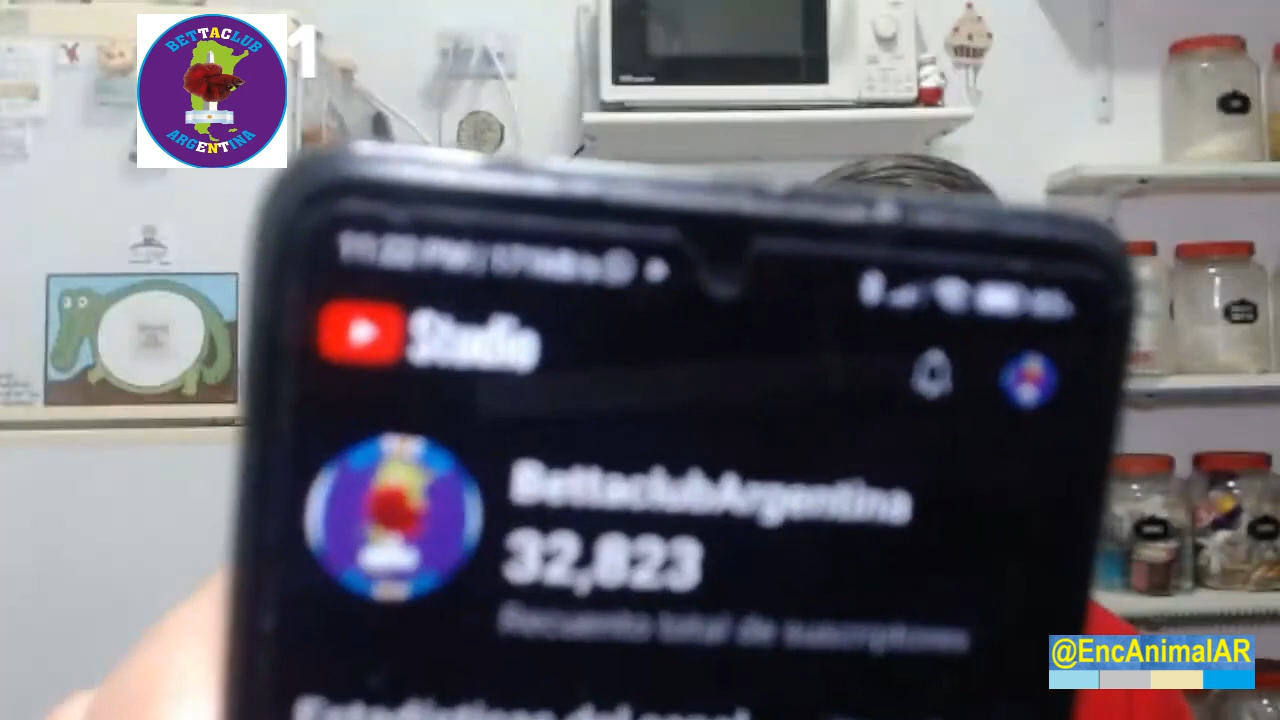 BETTACLUB
ARGENTINA
1
Studio
BettaclubArgentina
32,823
Recuento total de suscriptores
Estadísticas del canal
@EncAnimalAR